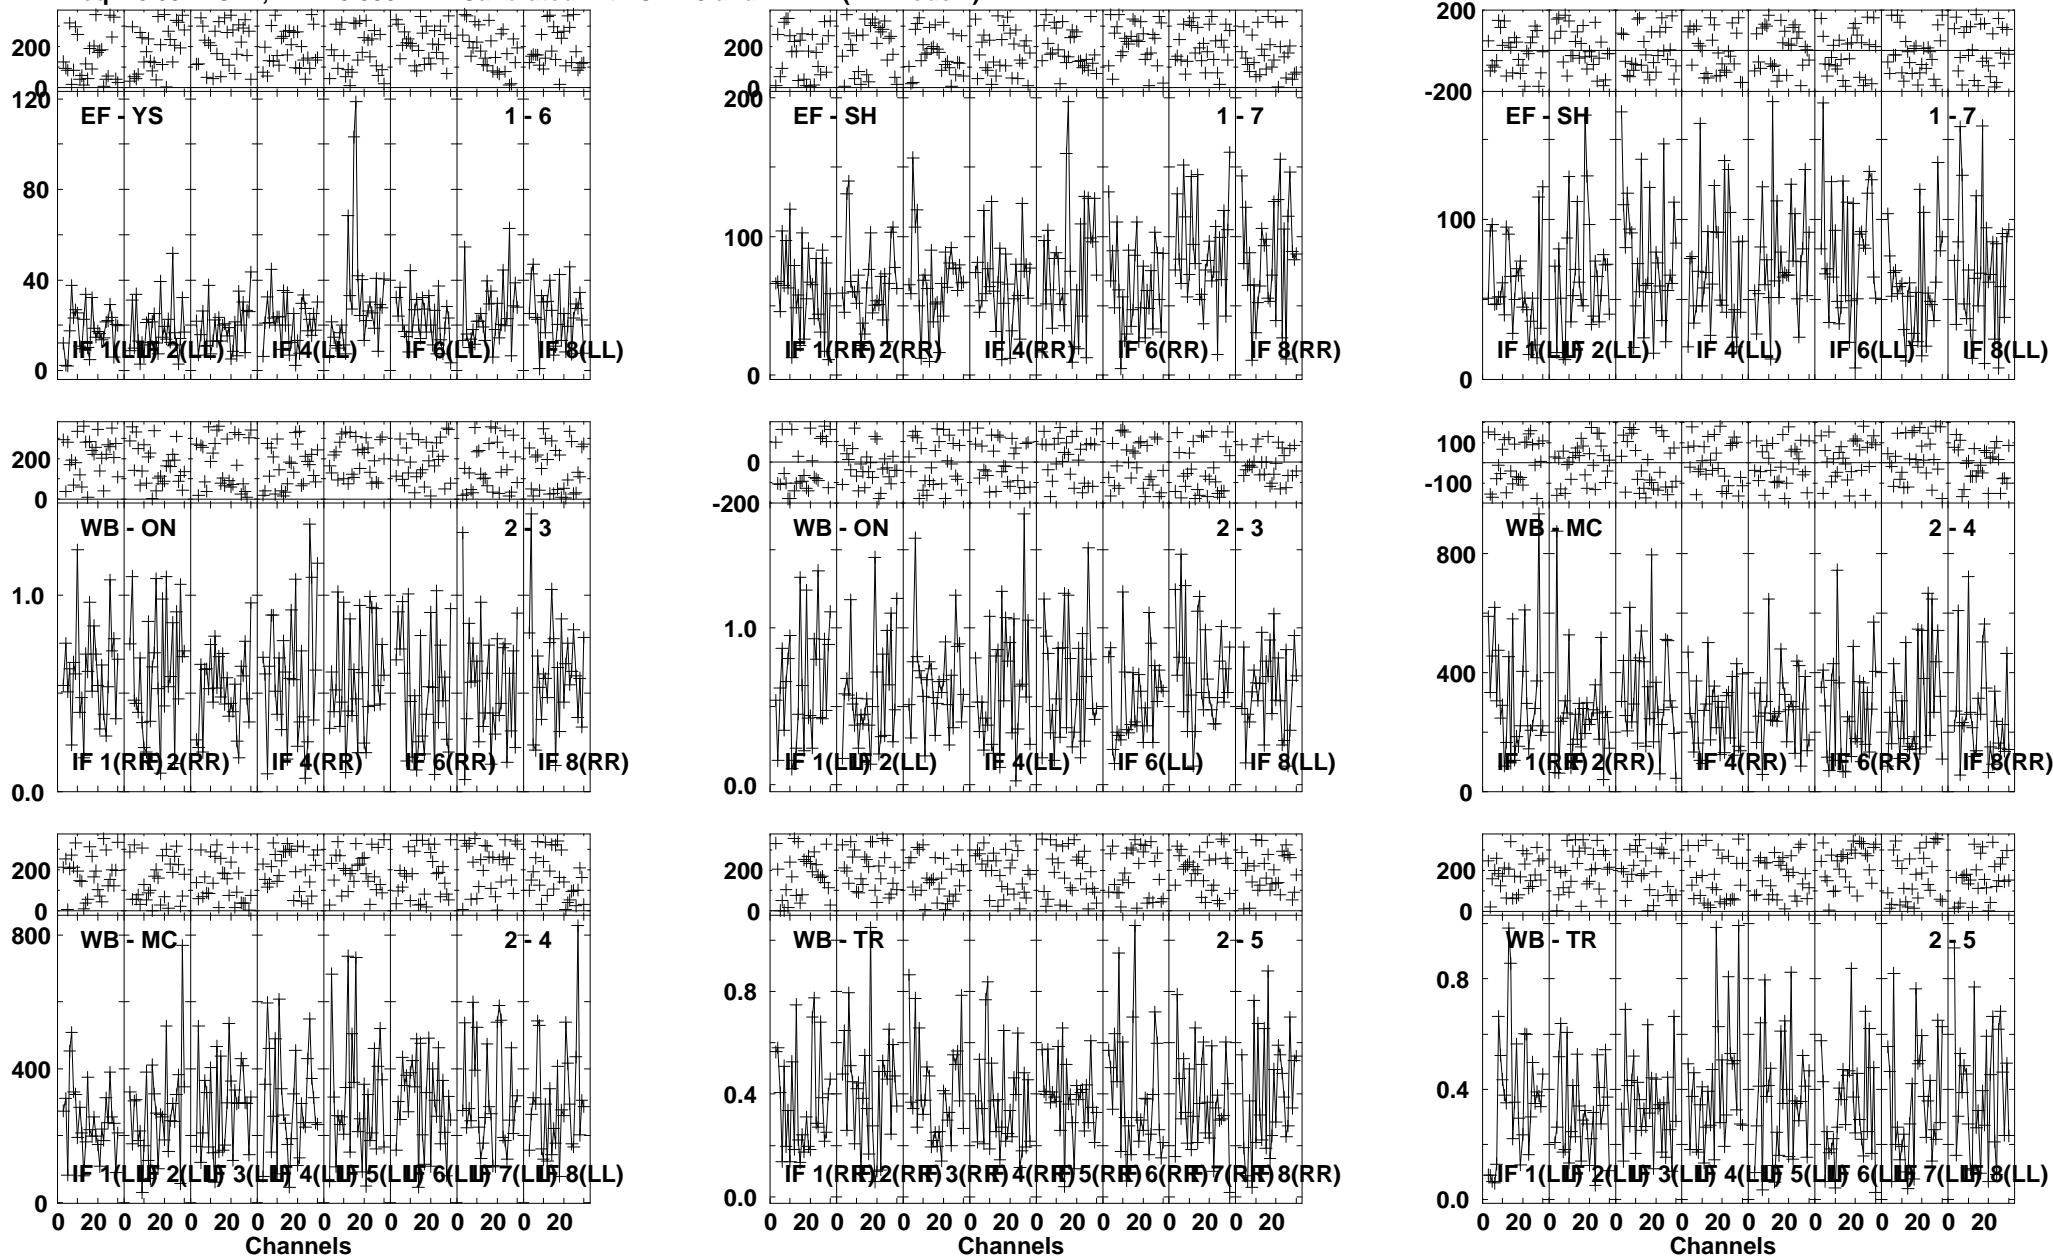 200
0
120
EF - YS 1 - 6
80
40
0
IF 1(LL) IF 2(LL) IF 4(LL) IF 6(LL) IF 8(LL)
200
0
200
EF - SH 1 - 7
100
0
IF 1(RR) IF 2(RR) IF 4(RR) IF 6(RR) IF 8(RR)
200
-200
EF - SH 1 - 7
100
0
IF 1(LL) IF 2(LL) IF 4(LL) IF 6(LL) IF 8(LL)
200
0
WB - ON 2 - 3
1.0
0.0
IF 1(RR) IF 2(RR) IF 4(RR) IF 6(RR) IF 8(RR)
0
-200
WB - ON 2 - 3
1.0
0.0
IF 1(LL) IF 2(LL) IF 4(LL) IF 6(LL) IF 8(LL)
100
-100
WB - MC 2 - 4
800
400
0
IF 1(RR) IF 2(RR) IF 4(RR) IF 6(RR) IF 8(RR)
200
0
WB - MC 2 - 4
800
400
0
IF 1(LL) IF 2(LL) IF 3(LL) IF 4(LL) IF 5(LL) IF 6(LL) IF 7(LL) IF 8(LL)
0 20 0 20 0 20 0 20 0 20 0 20 0 20 0 20
Channels
200
0
WB - TR 2 - 5
0.8
0.4
0.0
IF 1(RR) IF 2(RR) IF 3(RR) IF 4(RR) IF 5(RR) IF 6(RR) IF 7(RR) IF 8(RR)
0 20 0 20 0 20 0 20 0 20 0 20 0 20 0 20
Channels
200
0
WB - TR 2 - 5
0.8
0.4
0.0
IF 1(LL) IF 2(LL) IF 3(LL) IF 4(LL) IF 5(LL) IF 6(LL) IF 7(LL) IF 8(LL)
0 20 0 20 0 20 0 20 0 20 0 20 0 20 0 20
Channels